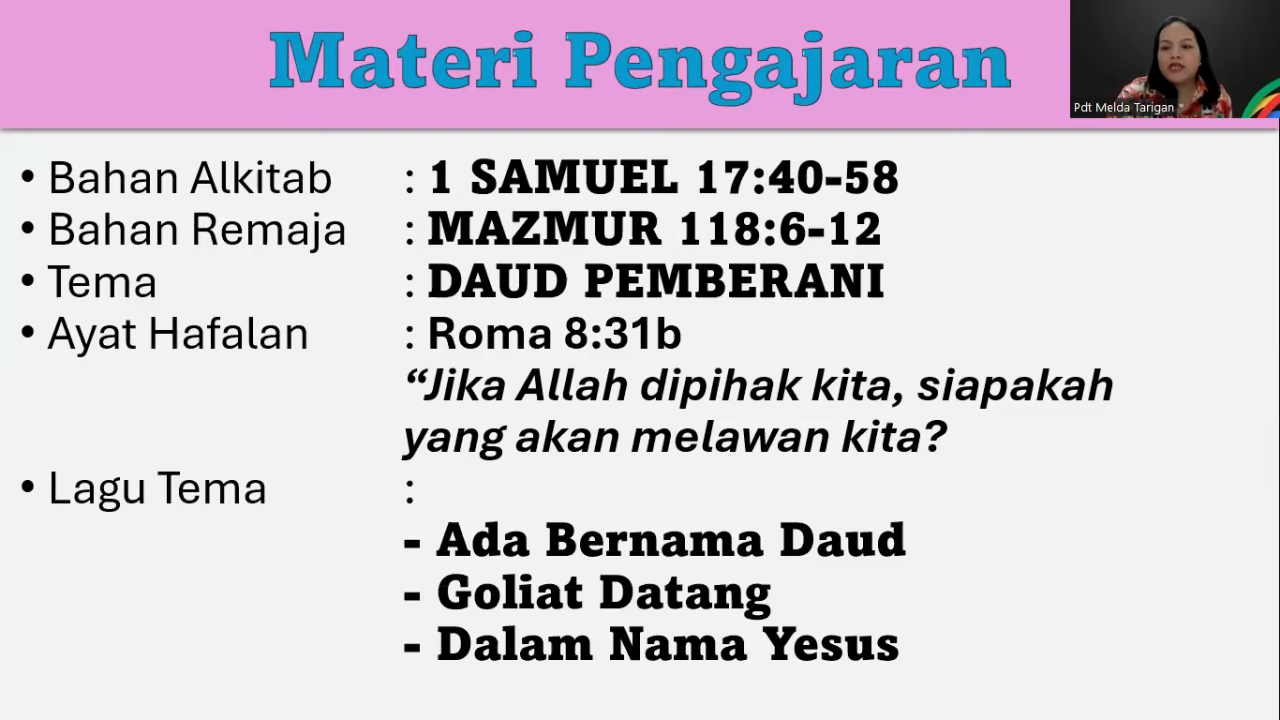 Materi Pengajaran
Pdt Melda Tarigan
• Bahan Alkitab : 1 SAMUEL 17:40-58
• Bahan Remaja : MAZMUR 118:6-12
• Tema : DAUD PEMBERANI
• Ayat Hafalan : Roma 8:31b
“Jika Allah dipihak kita, siapakah
yang akan melawan kita?
• Lagu Tema :
- Ada Bernama Daud
- Goliat Datang
- Dalam Nama Yesus